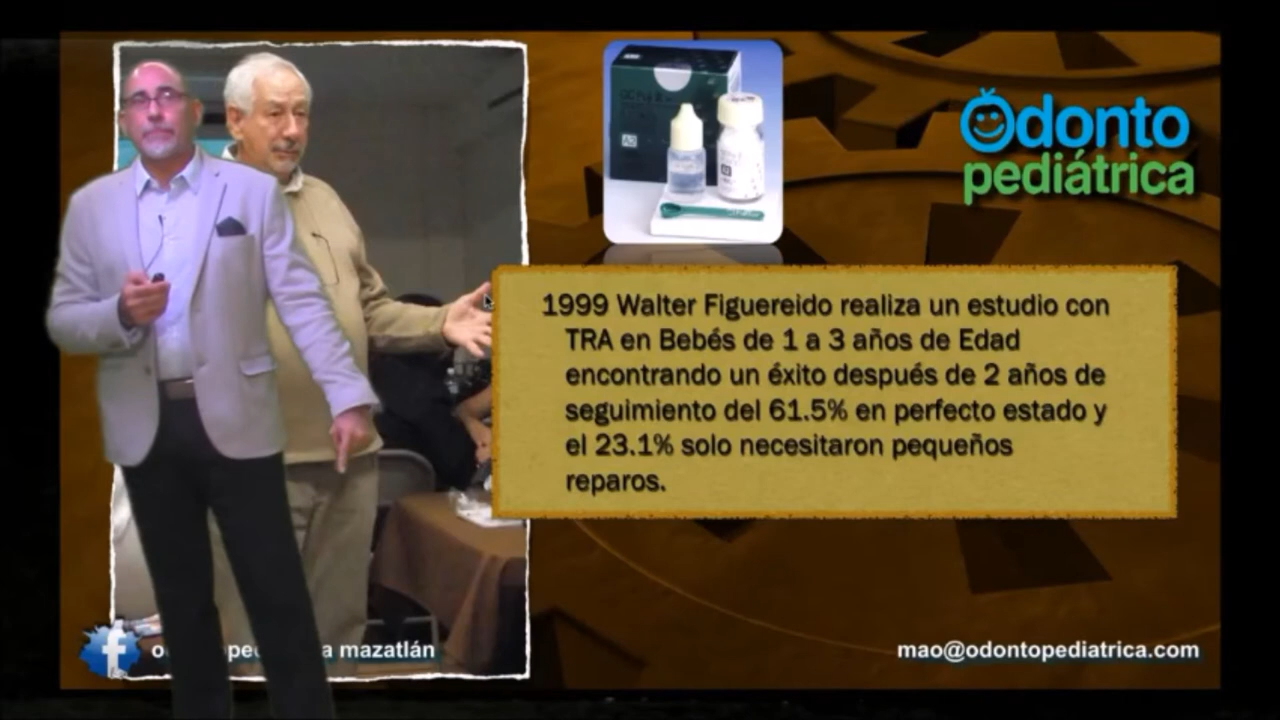 Odonto
pediátrica
A2
1999 Walter Figuereido realiza un estudio con
TRA en Bebés de 1 a 3 años de Edad
encontrando un éxito después de 2 años de
seguimiento del 61.5% en perfecto estado y
el 23.1% solo necesitaron pequeños
reparos.
f
mazatlán
mao@odontopediatrica.com